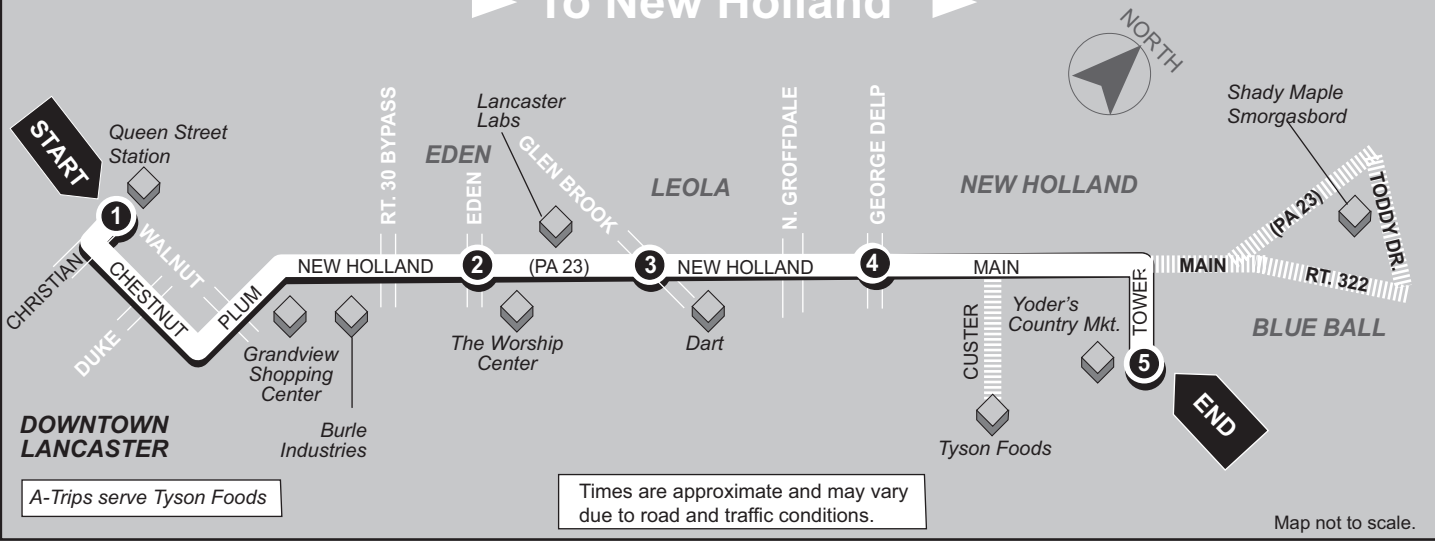 To New Holland
NORTH
START
Queen Street
Station
1
WALNUT
CHRISTIAN
CHESTNUT
DUKE
PLUM
NEW HOLLAND
RT. 30 BYPASS
EDEN
EDEN
2
Lancaster
Labs
(PA 23)
GLEN BROOK
3
LEOLA
NEW HOLLAND
N. GROFFDALE
GEORGE DELP
4
NEW HOLLAND
MAIN
TOWER
MAIN
(PA 23)
Shady Maple
Smorgasbord
TODDY DR.
RT. 322
BLUE BALL
Grandview
Shopping
Center
Burle
Industries
The Worship
Center
Dart
CUSTER
Tyson Foods
Yoder's
Country Mkt.
5
END
DOWNTOWN
LANCASTER
A-Trips serve Tyson Foods
Times are approximate and may vary
due to road and traffic conditions.
Map not to scale.